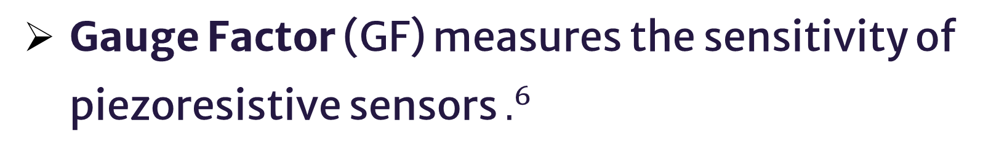 ➢ Gauge Factor (GF) measures the sensitivity of
piezoresistive sensors .⁶